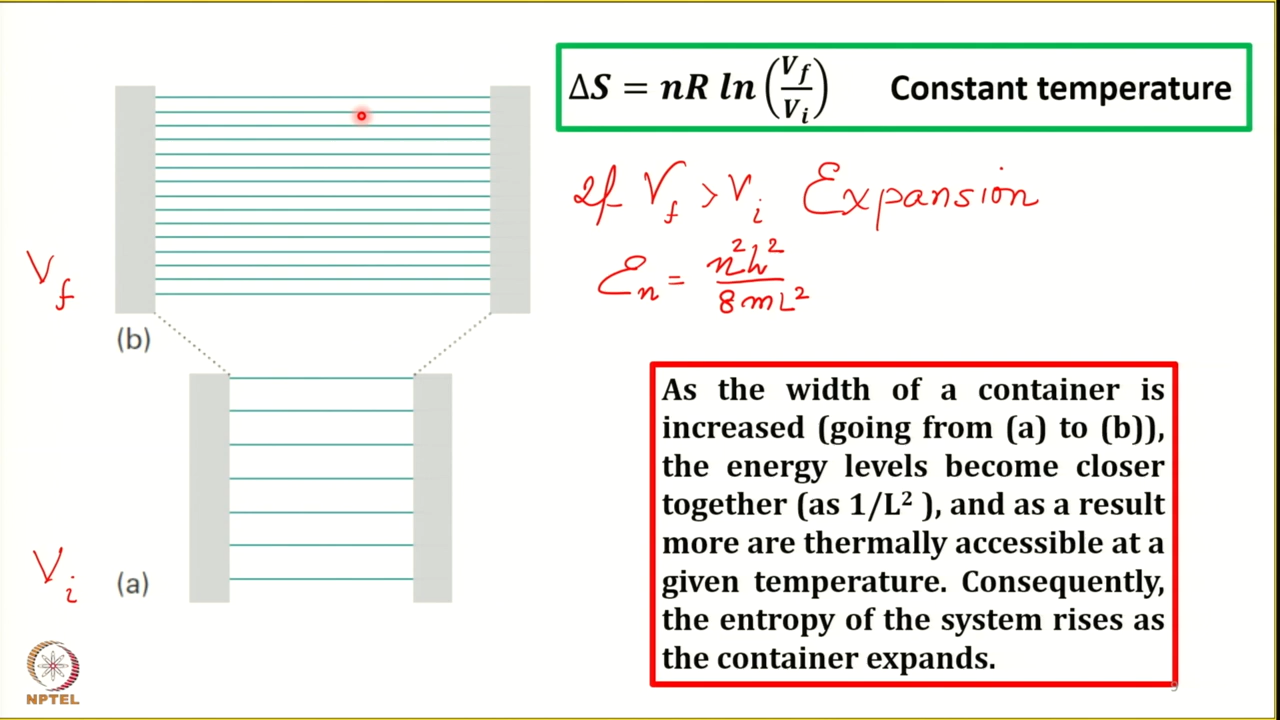 ΔS = nR ln (V_f/V_i) Constant temperature
If V_f > V_i Expansion
E_n = n²h²/8mL²
V_f
(b)
V_i
(a)
As the width of a container is
increased (going from (a) to (b)),
the energy levels become closer
together (as 1/L² ), and as a result
more are thermally accessible at a
given temperature. Consequently,
the entropy of the system rises as
the container expands.
NPTEL
9